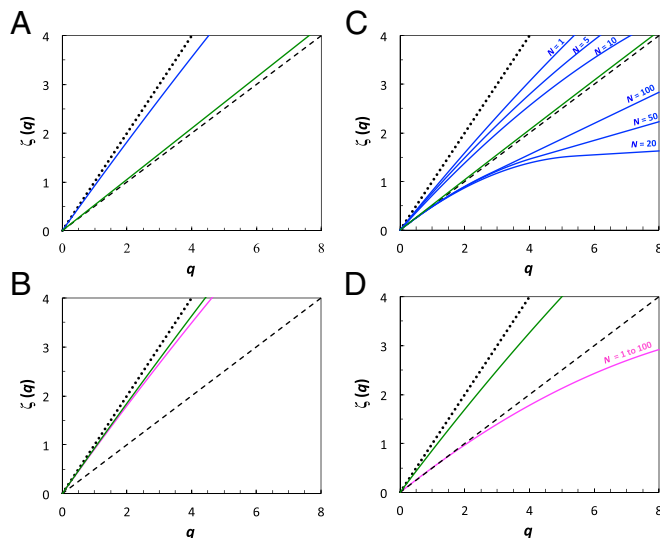 A
4
3
2
1
0
ζ (q)
0 2 4 6 8
q
C
4
3
2
1
0
ζ (q)
N = 1
N = 5
N = 10
N = 100
N = 50
N = 20
0 2 4 6 8
q
B
4
3
2
1
0
ζ (q)
0 2 4 6 8
q
D
4
3
2
1
0
ζ (q)
N = 1 to 100
0 2 4 6 8
q